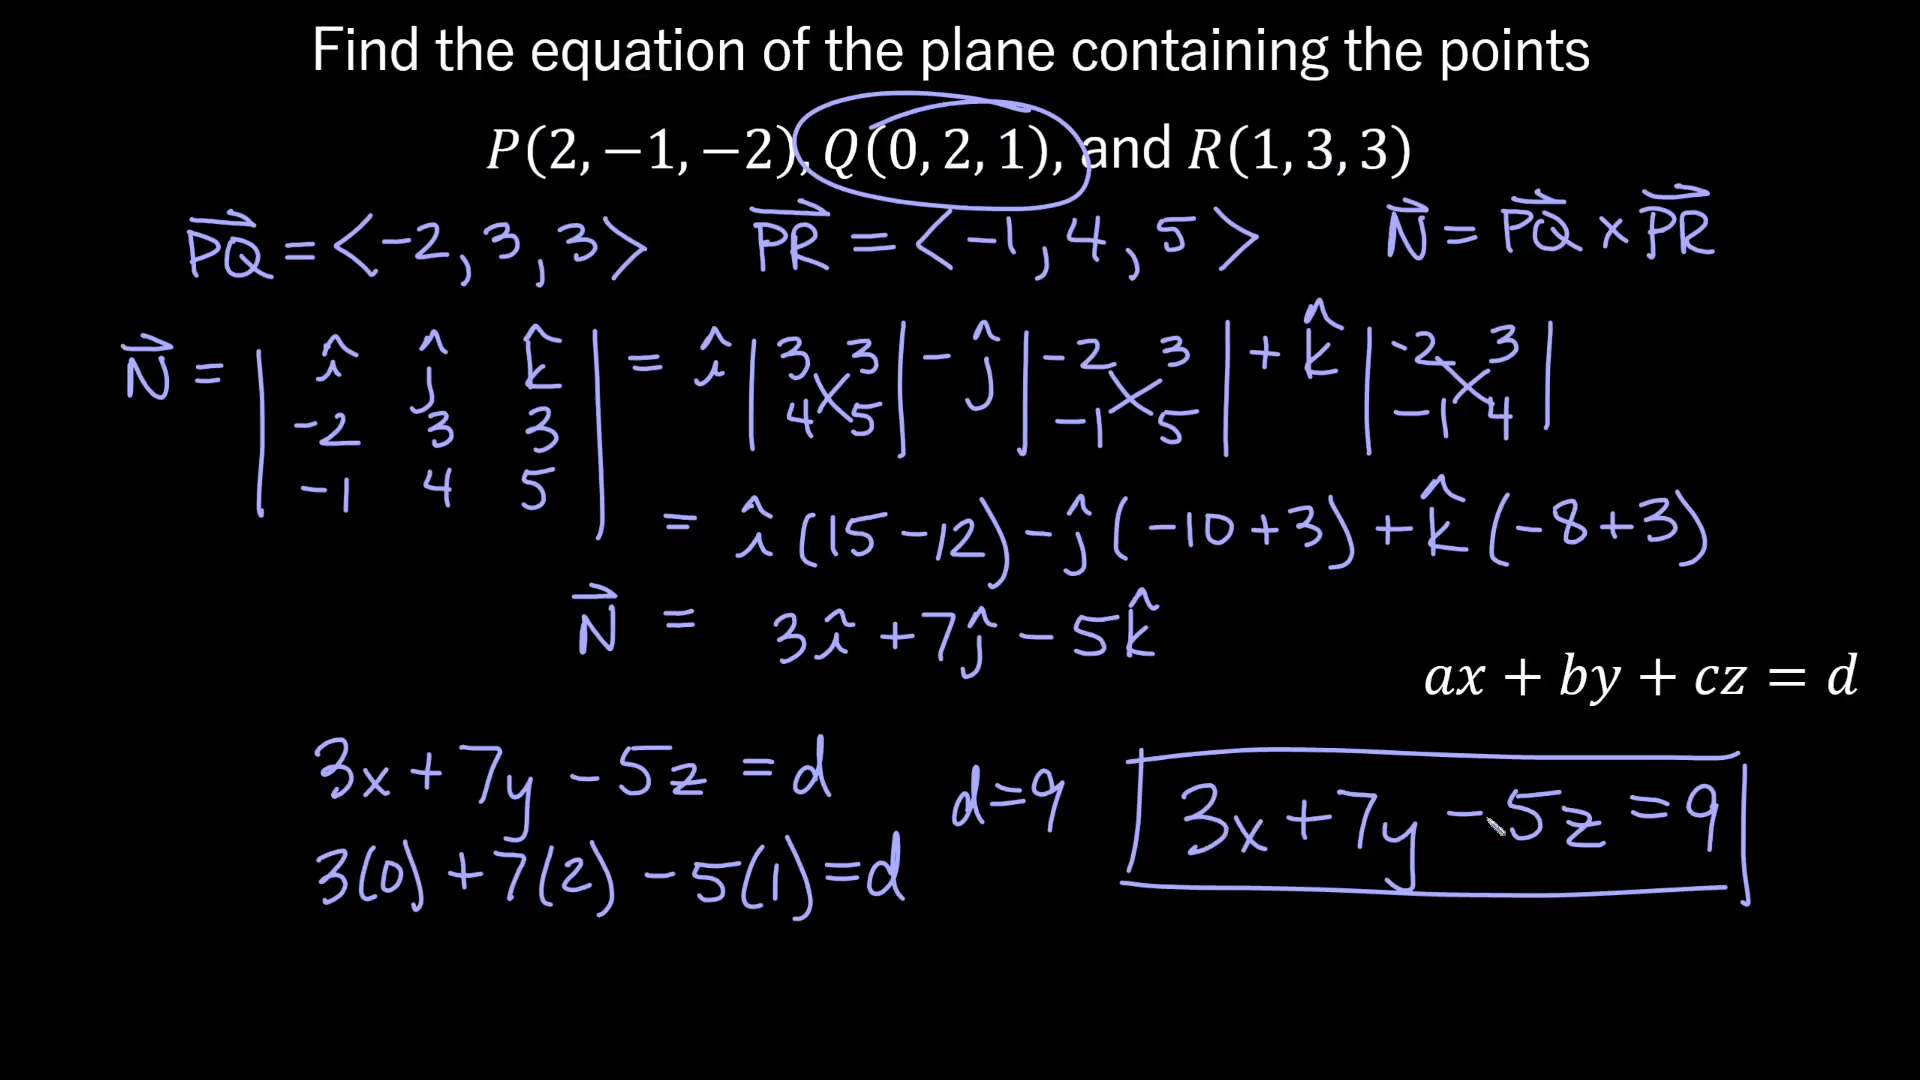 Find the equation of the plane containing the points
P(2, −1, −2), Q(0, 2, 1), and R(1, 3, 3)
PQ⃗ = <-2, 3, 3> PR⃗ = <-1, 4, 5> N⃗ = PQ⃗ × PR⃗
N⃗ = | î ĵ k̂ | = î | 3 3 | - ĵ | -2 3 | + k̂ | -2 3 |
-2 3 3 4 5 -1 5 -1 4
-1 4 5
= î (15 - 12) - ĵ (-10 + 3) + k̂ (-8 + 3)
N⃗ = 3î + 7ĵ - 5k̂
ax + by + cz = d
3x + 7y - 5z = d
d = 9
3x + 7y - 5z = 9
3(0) + 7(2) - 5(1) = d